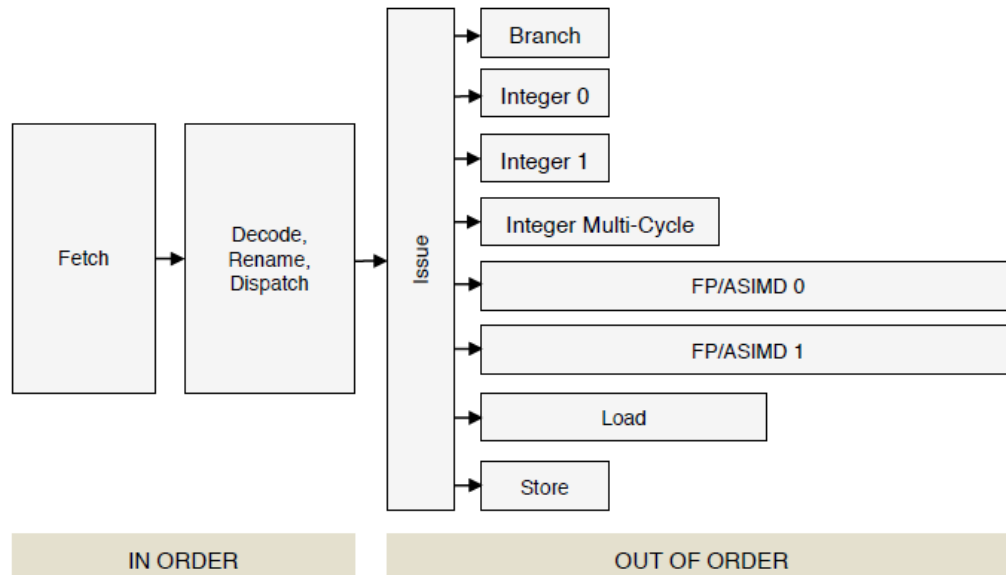 Fetch
Decode,
Rename,
Dispatch
Issue
Branch
Integer 0
Integer 1
Integer Multi-Cycle
FP/ASIMD 0
FP/ASIMD 1
Load
Store
IN ORDER
OUT OF ORDER